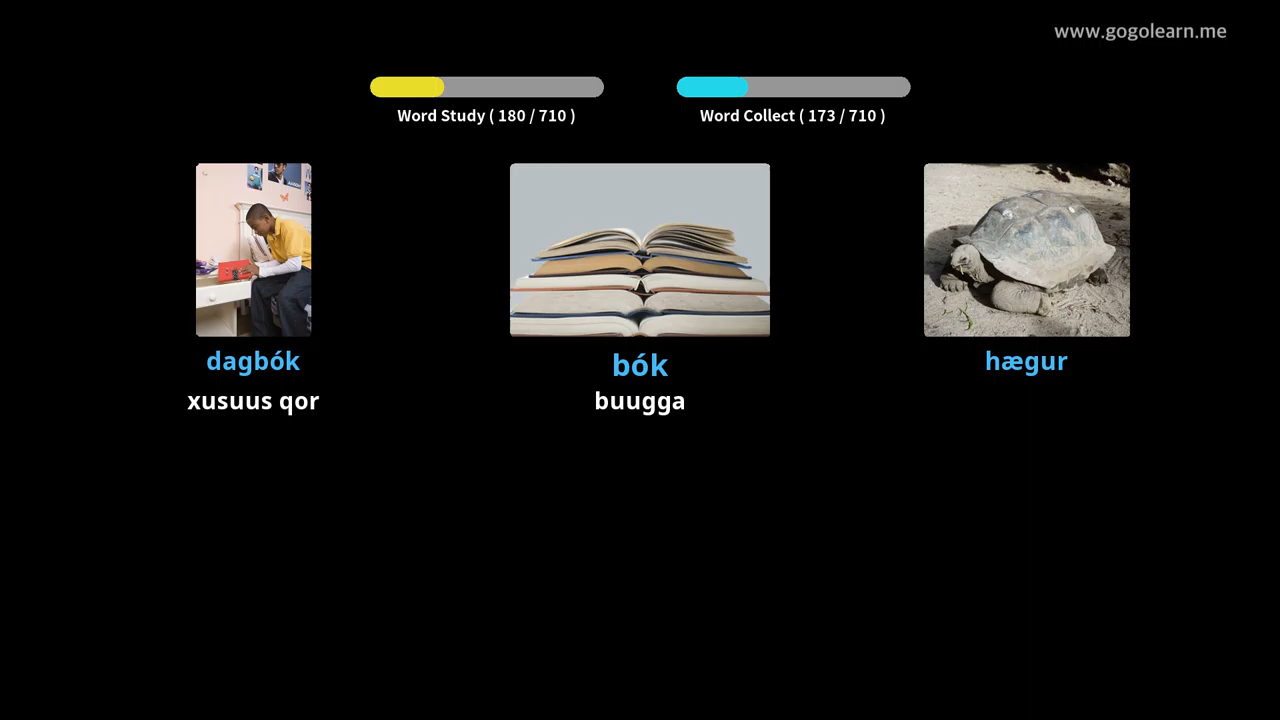 www.gogolearn.me
Word Study ( 180 / 710 )
Word Collect ( 173 / 710 )
dagbók
bók
hægur
xusuus qor
buugga